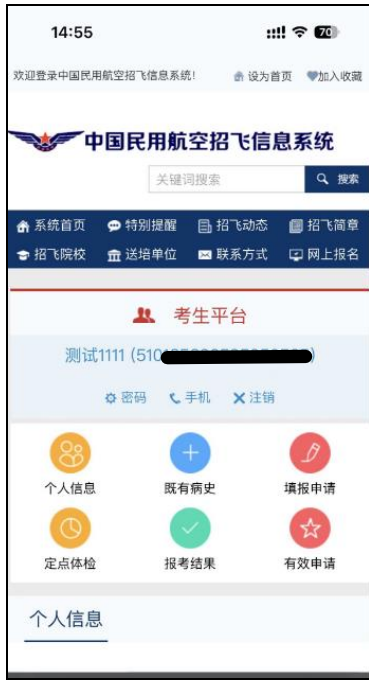 14:55
70
欢迎登录中国民用航空招飞信息系统!
设为首页
加入收藏
中国民用航空招飞信息系统
关键词搜索
搜索
系统首页 特别提醒 招飞动态 招飞简章
招飞院校 送培单位 联系方式 网上报名
考生平台
测试1111 (510
密码 手机 注销
个人信息 既有病史 填报申请
定点体检 报考结果 有效申请
个人信息